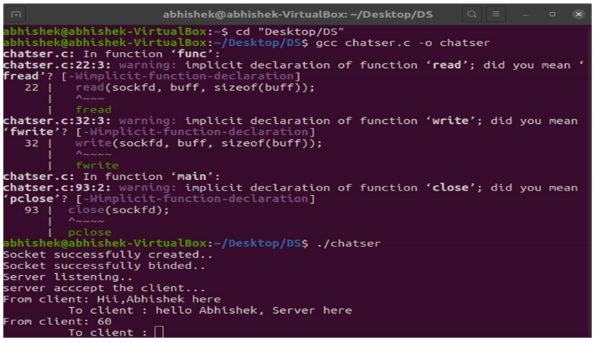 abhishek@abhishek-VirtualBox: ~/Desktop/DS
abhishek@abhishek-VirtualBox:~$ cd "Desktop/DS"
abhishek@abhishek-VirtualBox:~/Desktop/DS$ gcc chatser.c -o chatser
chatser.c: In function ‘func’:
chatser.c:22:3: warning: implicit declaration of function ‘read’; did you mean ‘
fread’? [-Wimplicit-function-declaration]
22 | read(sockfd, buff, sizeof(buff));
| ^~~~
| fread
chatser.c:32:3: warning: implicit declaration of function ‘write’; did you mean
‘fwrite’? [-Wimplicit-function-declaration]
32 | write(sockfd, buff, sizeof(buff));
| ^~~~~
| fwrite
chatser.c: In function ‘main’:
chatser.c:93:2: warning: implicit declaration of function ‘close’; did you mean
‘pclose’? [-Wimplicit-function-declaration]
93 | close(sockfd);
| ^~~~~
| pclose
abhishek@abhishek-VirtualBox:~/Desktop/DS$ ./chatser
Socket successfully created..
Socket successfully binded..
Server listening..
server acccept the client...
From client: Hii,Abhishek here
To client : hello Abhishek, Server here
From client: 60
To client :